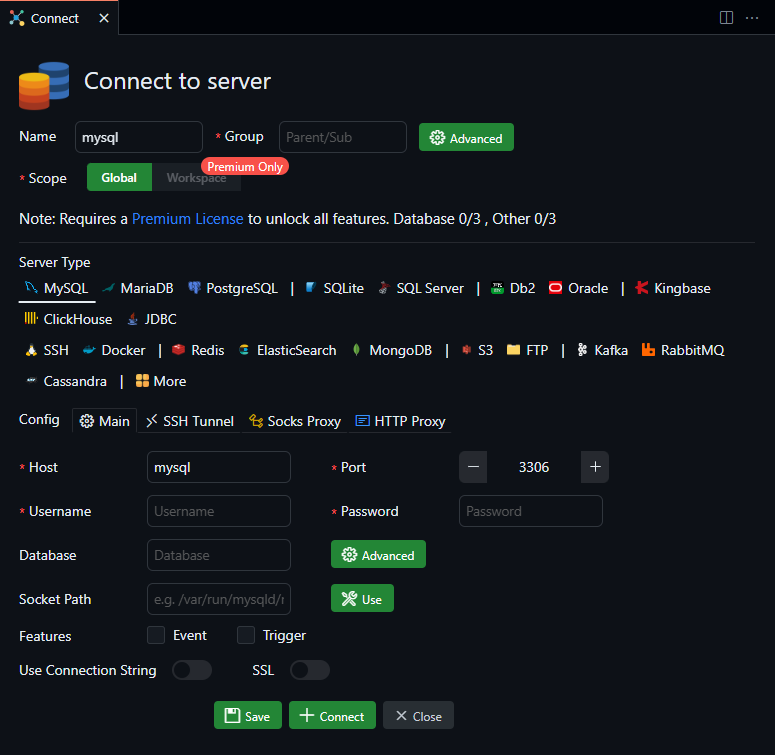 Connect
Connect to server
Name mysql * Group Parent/Sub Advanced
Premium Only
* Scope Global Workspace
Note: Requires a Premium License to unlock all features. Database 0/3 , Other 0/3
Server Type
MySQL MariaDB PostgreSQL | SQLite SQL Server | Db2 Oracle | Kingbase
ClickHouse JDBC
SSH Docker | Redis ElasticSearch MongoDB | S3 FTP | Kafka RabbitMQ
Cassandra | More
Config Main SSH Tunnel Socks Proxy HTTP Proxy
* Host mysql * Port 3306
* Username Username * Password Password
Database Database Advanced
Socket Path e.g. /var/run/mysqld/ Use
Features Event Trigger
Use Connection String SSL
Save Connect Close